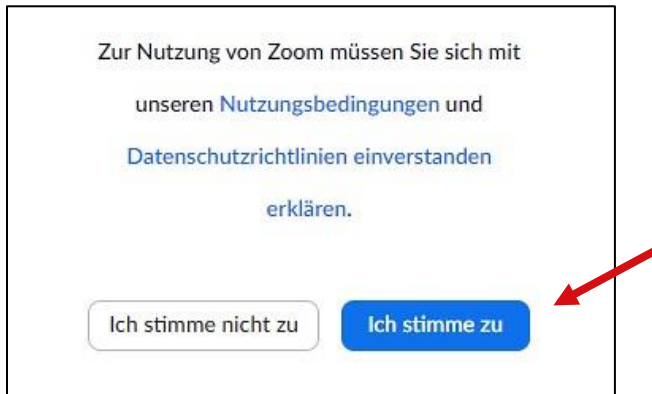 Zur Nutzung von Zoom müssen Sie sich mit
unseren Nutzungsbedingungen und
Datenschutzrichtlinien einverstanden
erklären.
Ich stimme nicht zu
Ich stimme zu